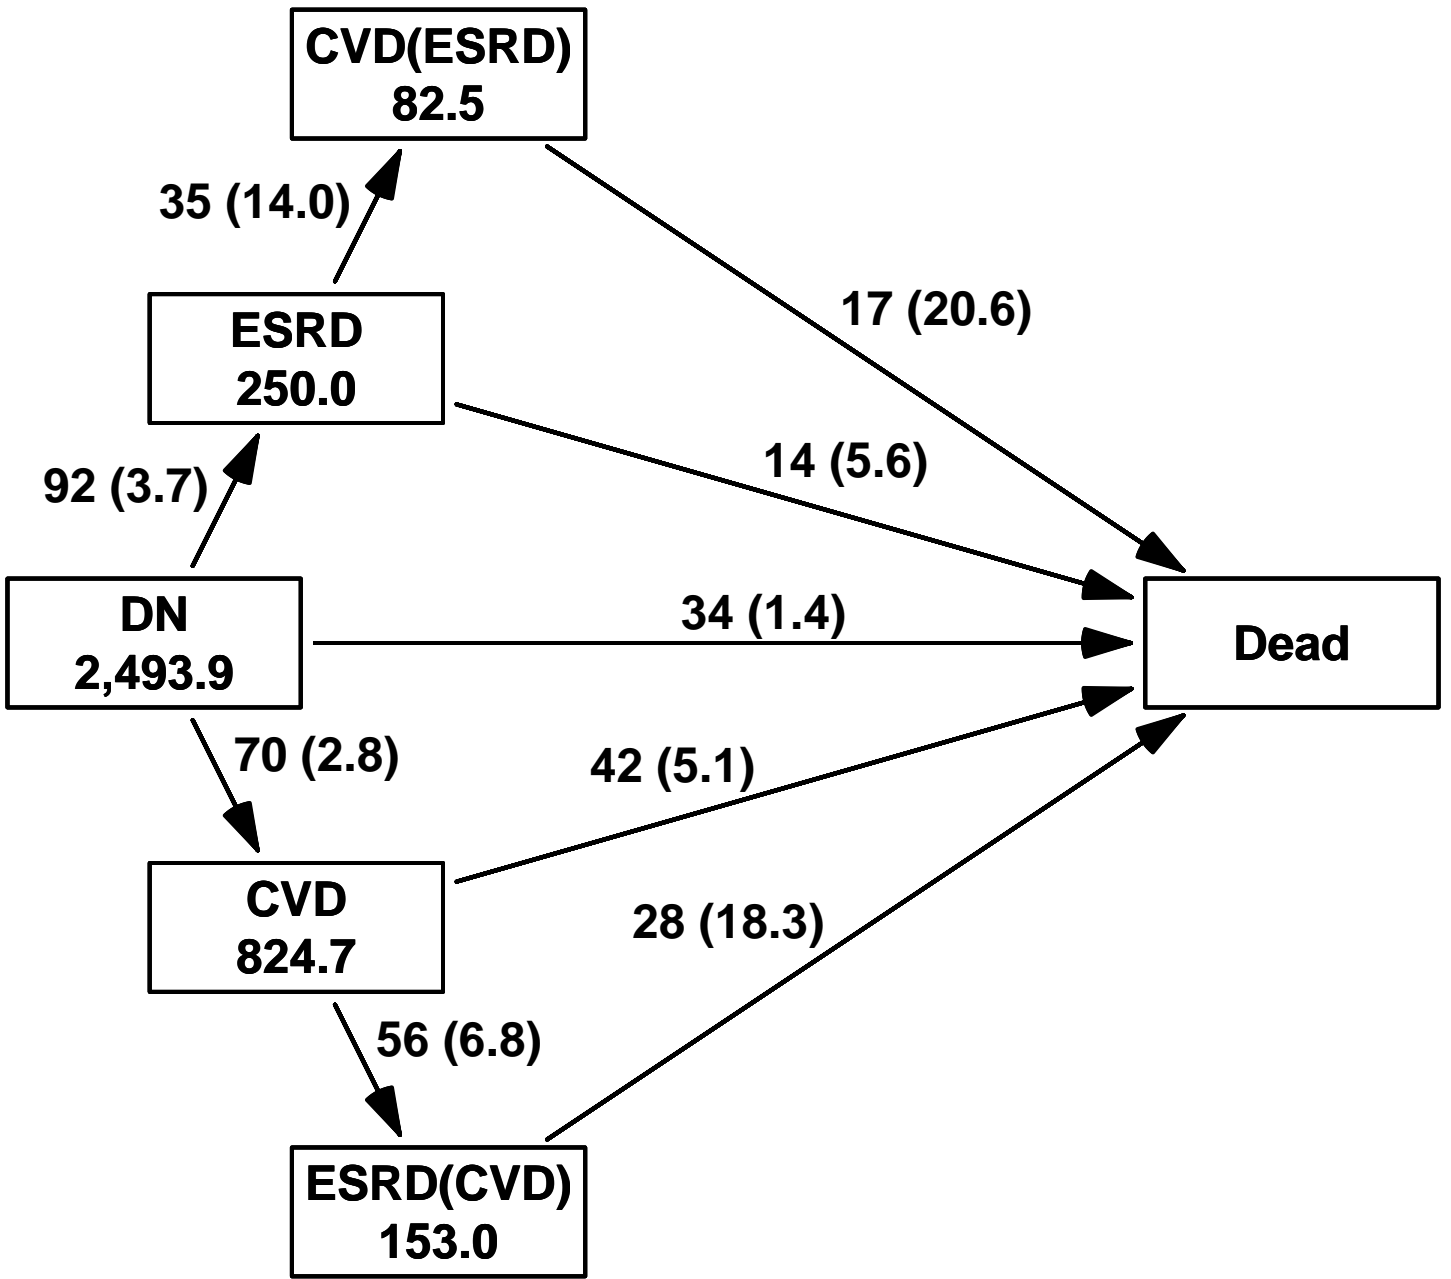 CVD(ESRD)
82.5
35 (14.0)
17 (20.6)
ESRD
250.0
14 (5.6)
92 (3.7)
DN
2,493.9
34 (1.4)
Dead
70 (2.8)
42 (5.1)
CVD
824.7
28 (18.3)
56 (6.8)
ESRD(CVD)
153.0